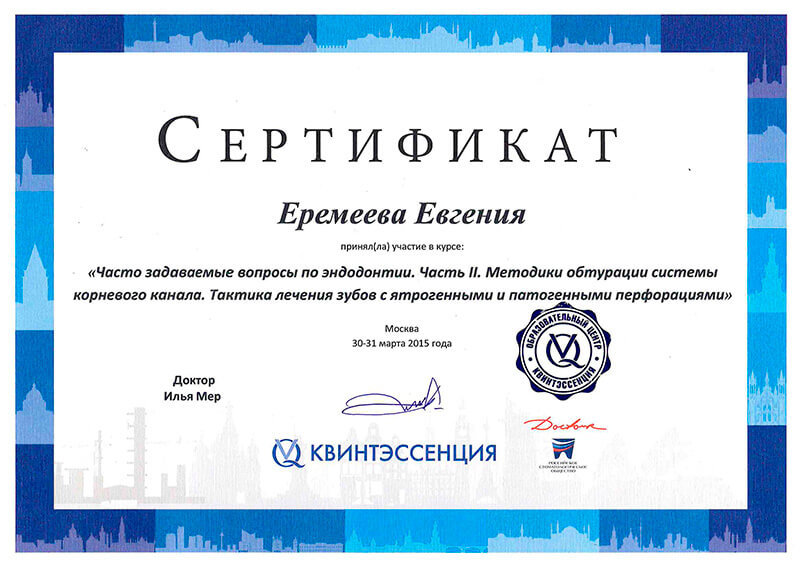 СЕРТИФИКАТ
Еремеева Евгения
принял(ла) участие в курсе:
«Часто задаваемые вопросы по эндодонтии. Часть II. Методики обтурации системы
корневого канала. Тактика лечения зубов с ятрогенными и патогенными перфорациями»
Москва
30-31 марта 2015 года
ОБРАЗОВАТЕЛЬНЫЙ ЦЕНТР
КВИНТЭССЕНЦИЯ
Доктор
Илья Мер
КВИНТЭССЕНЦИЯ
РОССИЙСКОЕ
СТОМАТОЛОГИЧЕСКОЕ
ОБЩЕСТВО